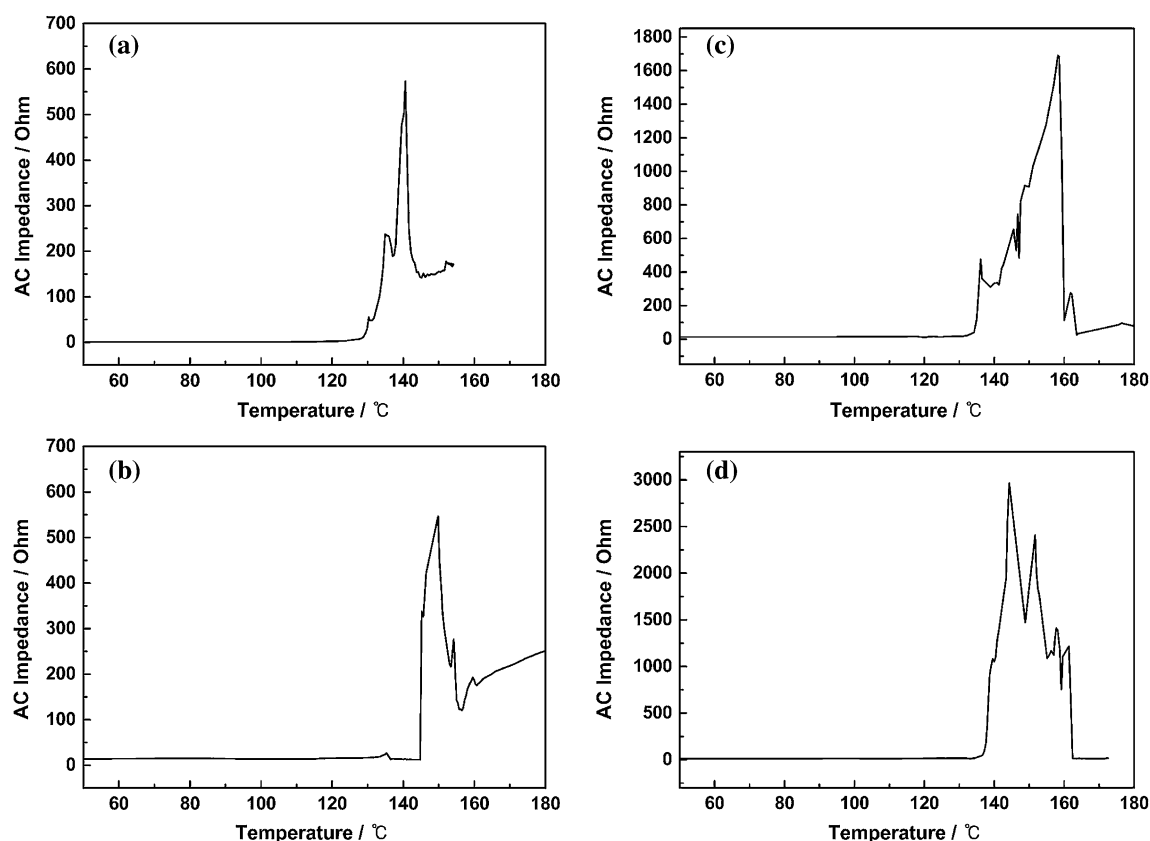 (a)
AC Impedance / Ohm
700
600
500
400
300
200
100
0
60 80 100 120 140 160 180
Temperature / ℃
(c)
AC Impedance / Ohm
1800
1600
1400
1200
1000
800
600
400
200
0
60 80 100 120 140 160 180
Temperature / ℃
(b)
AC Impedance / Ohm
700
600
500
400
300
200
100
0
60 80 100 120 140 160 180
Temperature / ℃
(d)
AC Impedance / Ohm
3000
2500
2000
1500
1000
500
0
60 80 100 120 140 160 180
Temperature / ℃